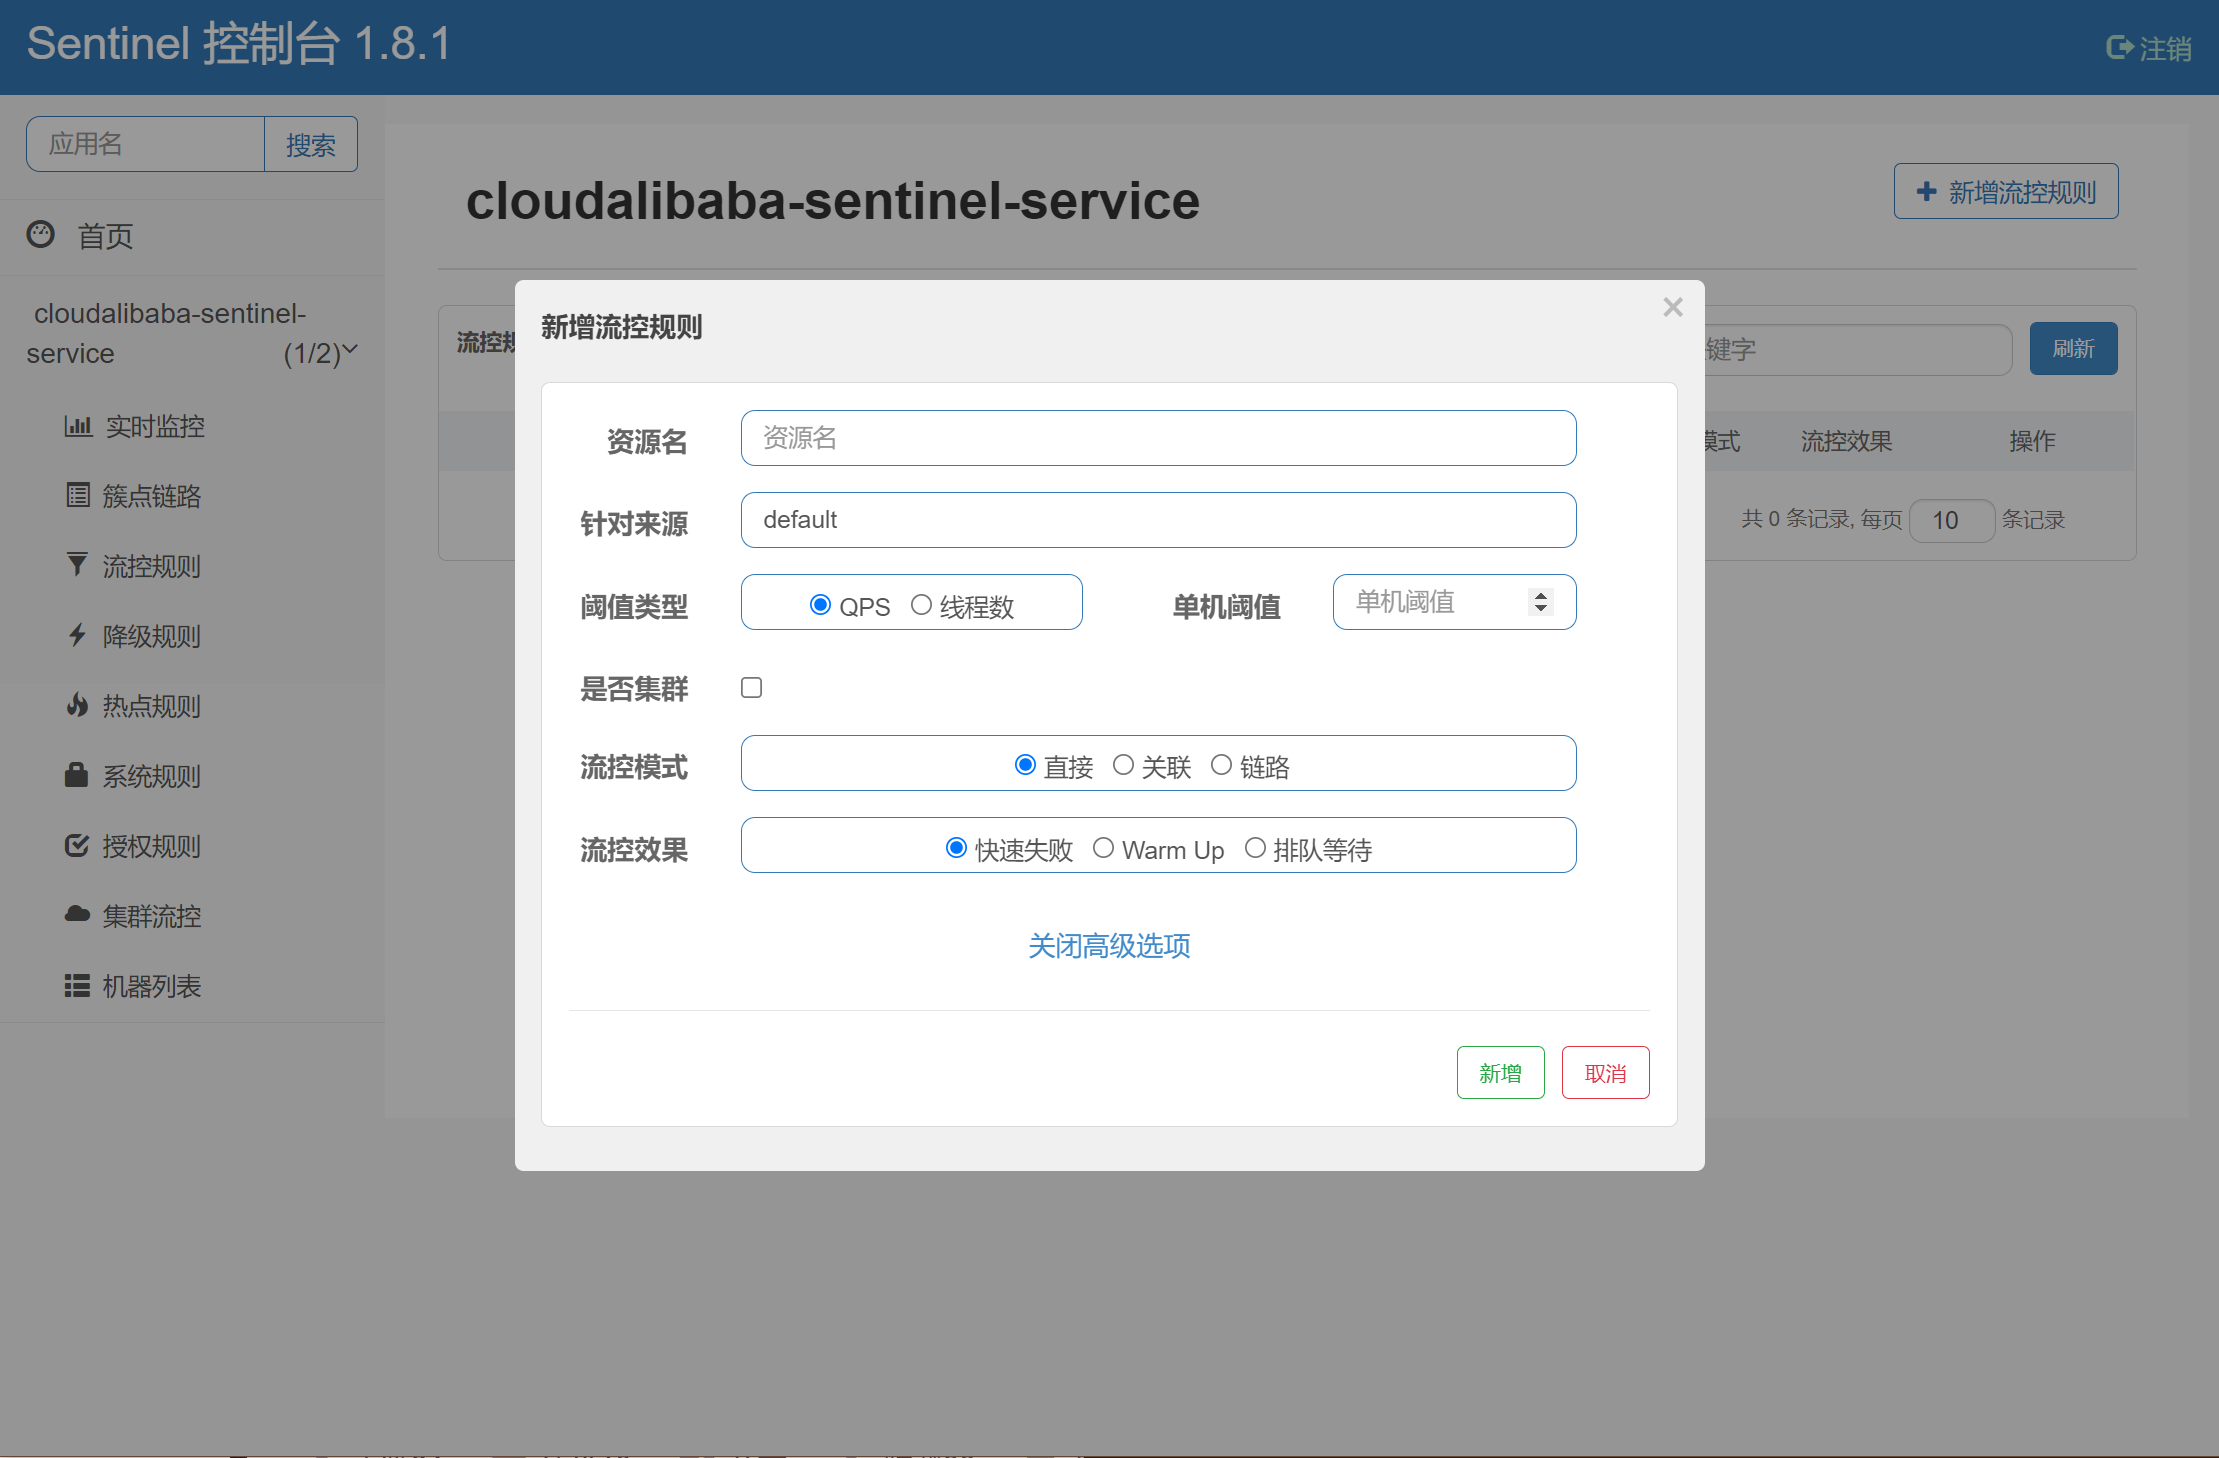 Sentinel 控制台 1.8.1
注销
应用名
搜索
首页
cloudalibaba-sentinel-
service
(1/2)
实时监控
簇点链路
流控规则
降级规则
热点规则
系统规则
授权规则
集群流控
机器列表
cloudalibaba-sentinel-service
新增流控规则
流控规
键字
刷新
模式
流控效果
操作
共 0 条记录, 每页 10 条记录
新增流控规则
×
资源名
资源名
针对来源
default
阈值类型
QPS 线程数
单机阈值
单机阈值
是否集群
流控模式
直接 关联 链路
流控效果
快速失败 Warm Up 排队等待
关闭高级选项
新增
取消